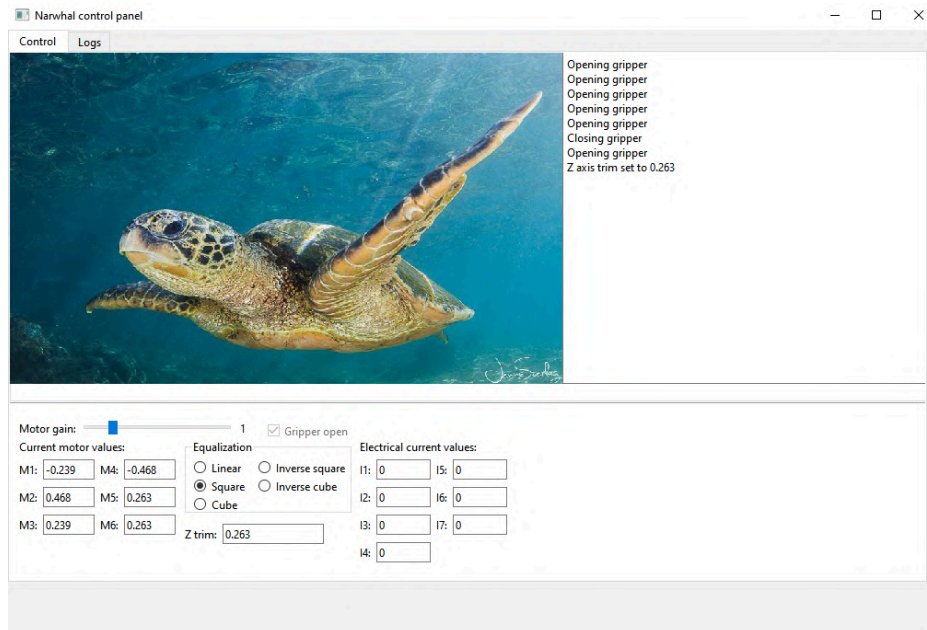 Narwhal control panel
Control Logs
Opening gripper
Opening gripper
Opening gripper
Opening gripper
Opening gripper
Closing gripper
Opening gripper
Z axis trim set to 0.263
Motor gain: 1 Gripper open
Current motor values: Equalization Electrical current values:
M1: -0.239 M4: -0.468 Linear Inverse square I1: 0 I5: 0
M2: 0.468 M5: 0.263 Square Inverse cube I2: 0 I6: 0
Cube
M3: 0.239 M6: 0.263 Z trim: 0.263 I3: 0 I7: 0
I4: 0